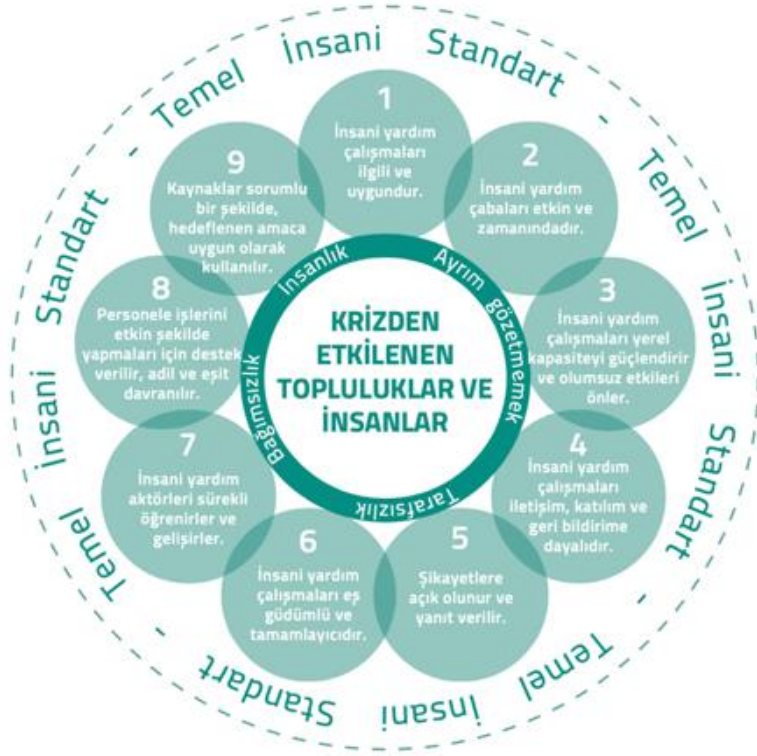 Temel İnsani Standart - Temel İnsani Standart - Temel İnsani Standart - Temel İnsani Standart -
1
İnsani yardım
çalışmaları
ilgili ve
uygundur.
2
İnsani yardım
çabaları etkin ve
zamanındadır.
3
İnsani yardım
çalışmaları yerel
kapasiteyi güçlendirir
ve olumsuz etkileri
önler.
4
İnsani yardım
çalışmaları
iletişim, katılım ve
geri bildirime
dayalıdır.
5
Şikayetlere
açık olunur ve
yanıt verilir.
6
İnsani yardım
çalışmaları eş
güdümlü ve
tamamlayıcıdır.
7
İnsani yardım
aktörleri sürekli
öğrenirler ve
gelişirler.
8
Personele işlerini
etkin şekilde
yapmaları için destek
verilir, adil ve eşit
davranılır.
9
Kaynaklar sorumlu
bir şekilde,
hedeflenen amaca
uygun olarak
kullanılır.
İnsanlık
Ayrım gözetmemek
Tarafsızlık
Bağımsızlık
KRİZDEN
ETKİLENEN
TOPLULUKLAR VE
İNSANLAR